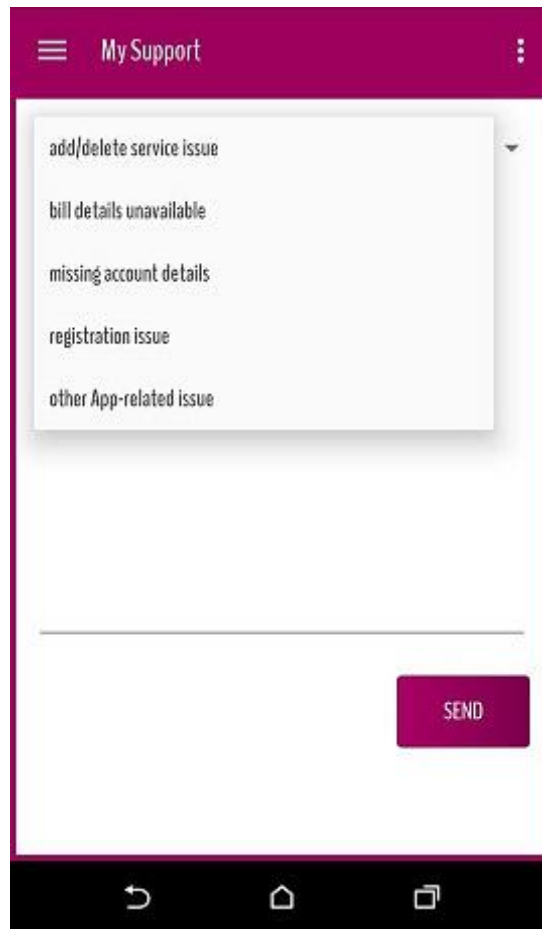 My Support
add/delete service issue
bill details unavailable
missing account details
registration issue
other App-related issue
SEND